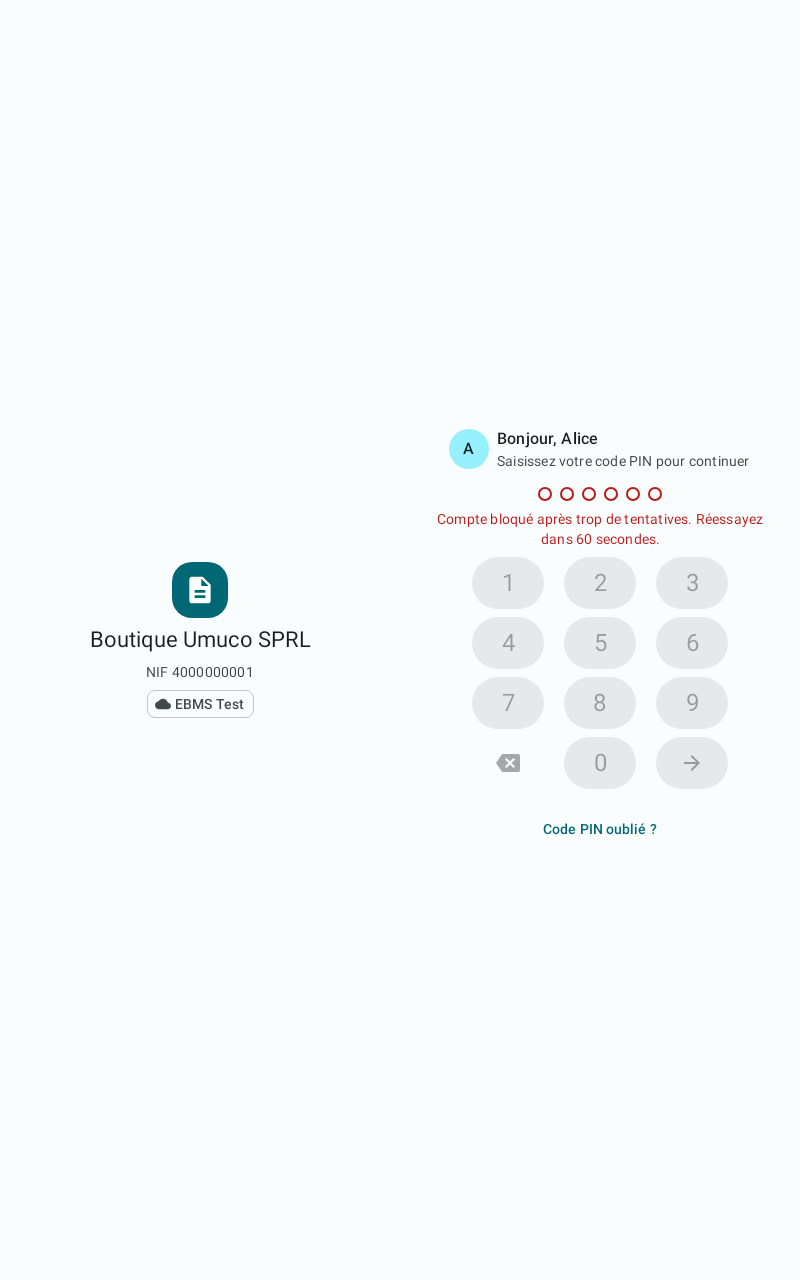 Boutique Umuco SPRL
NIF 4000000001
EBMS Test
A
Bonjour, Alice
Saisissez votre code PIN pour continuer
Compte bloqué après trop de tentatives. Réessayez
dans 60 secondes.
1 2 3
4 5 6
7 8 9
0
Code PIN oublié ?